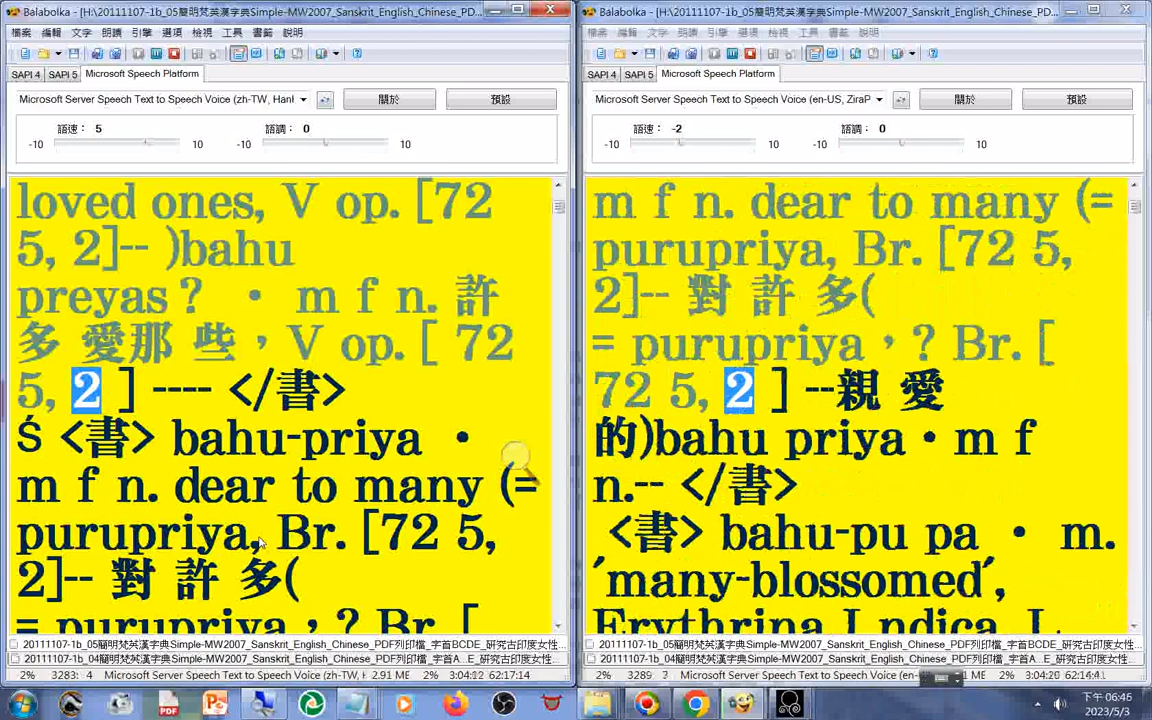 Balabolka - [H:\20111107-1b_05簡明梵英漢字典Simple-MW2007_Sanskrit_English_Chinese_PD...
檔案 編輯 文字 朗讀 引擎 選項 檢視 工具 書籤 說明
SAPI 4 SAPI 5 Microsoft Speech Platform
Microsoft Server Speech Text to Speech Voice (zh-TW, Hanl
關於 預設
語速： 5 語調： 0
-10 10 -10 10
loved ones, V op. [72
5, 2]-- )bahu
preyas？ • m f n. 許
多 愛那 些，V op. [ 72
5, 2 ] ---- </書>
Ś <書> bahu-priya •
m f n. dear to many (=
purupriya, Br. [72 5,
2]-- 對 許 多(
= purupriya，? Br. [
20111107-1b_05簡明梵英漢字典Simple-MW2007_Sanskrit_English_Chinese_PDF列印檔_字首BCDE_研究古印度女性...
20111107-1b_04簡明梵英漢字典Simple-MW2007_Sanskrit_English_Chinese_PDF列印檔_字首A...E_研究古印度女性...
2% 3283: 4 Microsoft Server Speech Text to Speech Voice (zh-TW, H 2.91 ME 2% 3:04:12 62:17:14
Balabolka - [H:\20111107-1b_05簡明梵英漢字典Simple-MW2007_Sanskrit_English_Chinese_PD...
檔案 編輯 文字 朗讀 引擎 選項 檢視 工具 書籤 說明
SAPI 4 SAPI 5 Microsoft Speech Platform
Microsoft Server Speech Text to Speech Voice (en-US, ZiraP
關於 預設
語速： -2 語調： 0
-10 10 -10 10
m f n. dear to many (=
purupriya, Br. [72 5,
2]-- 對 許 多(
= purupriya，? Br. [
72 5, 2 ] --親 愛
的)bahu priya • m f
n.-- </書>
<書> bahu-pu pa • m.
'many-blossomed',
Erythrina I ndica, L.
20111107-1b_05簡明梵英漢字典Simple-MW2007_Sanskrit_English_Chinese_PDF列印檔_字首BCDE_研究古印度女性...
20111107-1b_04簡明梵英漢字典Simple-MW2007_Sanskrit_English_Chinese_PDF列印檔_字首A...E_研究古印度女性...
2% 3289 Microsoft Server Speech Text to Speech Voice (en-US, 2% 3:04:20 62:14:41
下午 06:46
2023/5/3